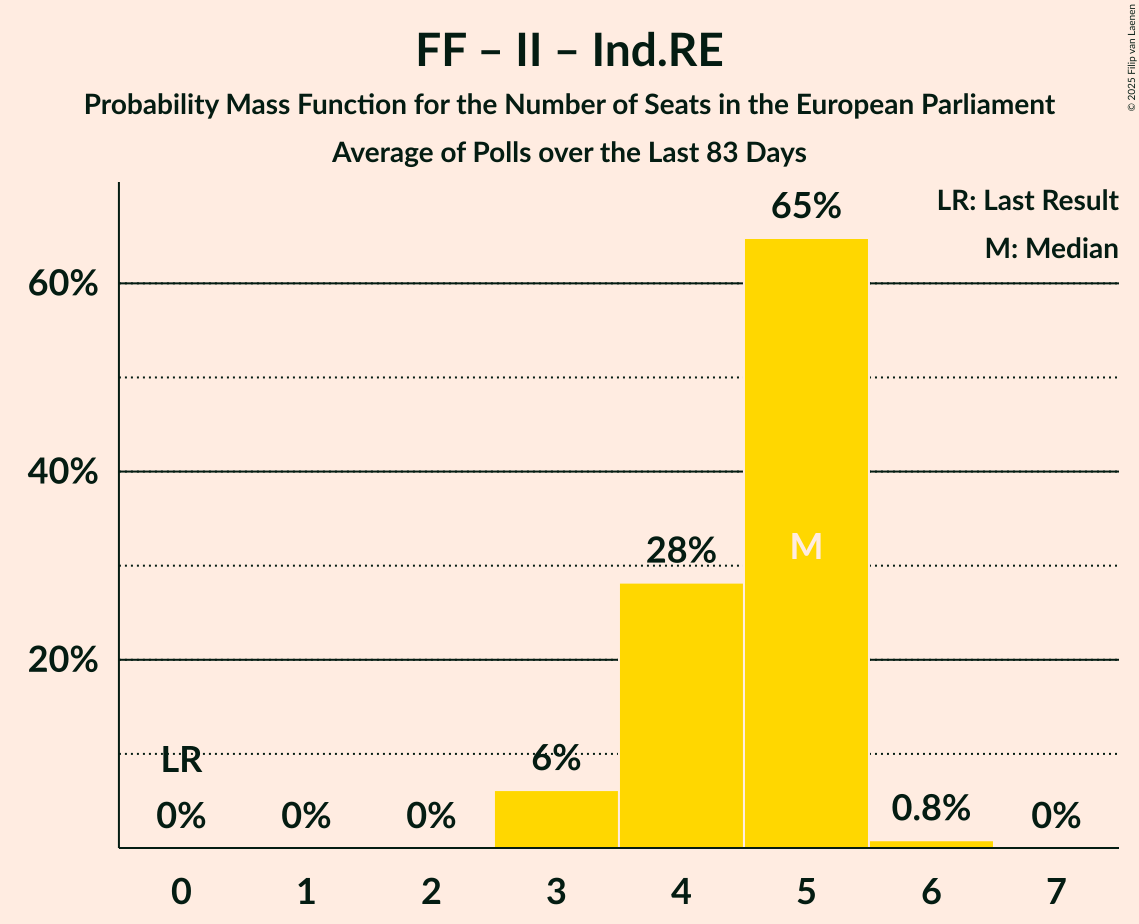 FF – II – Ind.RE
Probability Mass Function for the Number of Seats in the European Parliament
Average of Polls over the Last 83 Days
© 2025 Filip van Laenen
LR: Last Result
M: Median
65%
60%
40%
28%
M
20%
LR
6%
0%
0%
0%
0.8%
0%
0
1
2
3
4
5
6
7